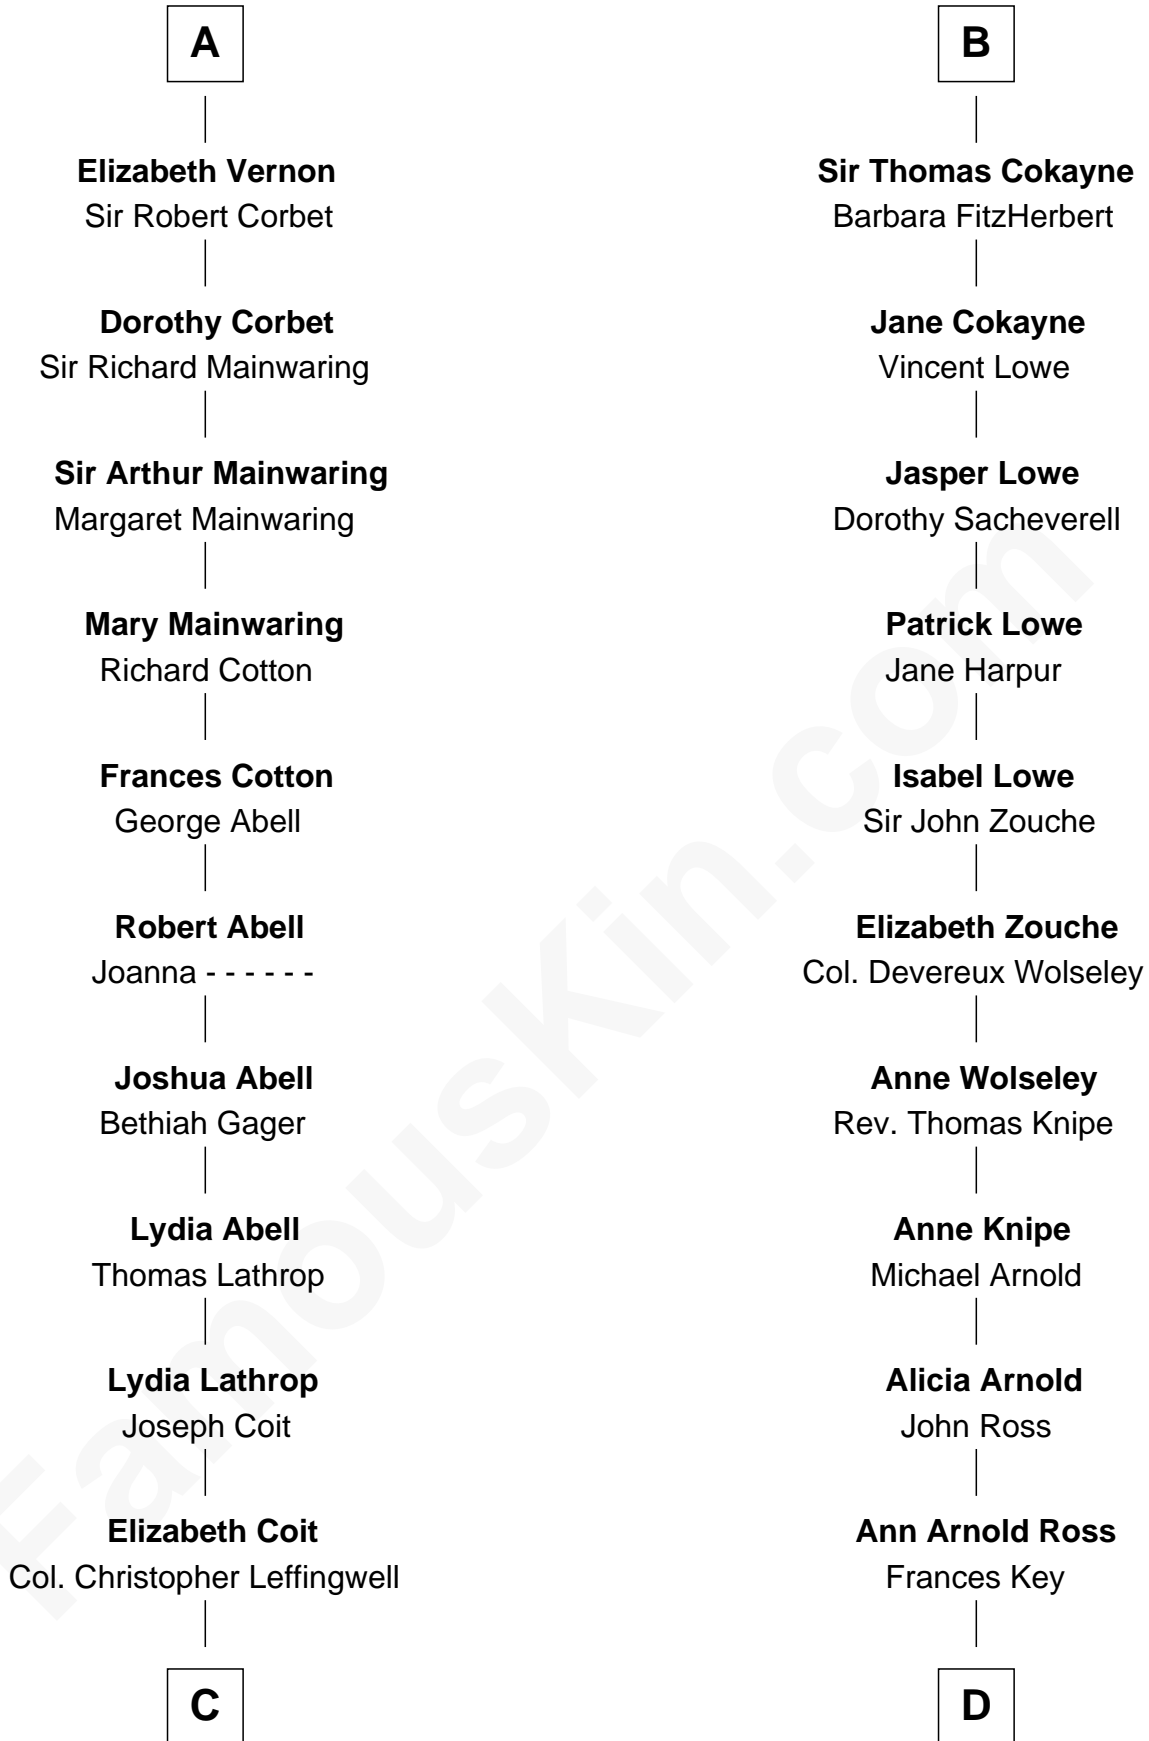 A
Elizabeth Vernon
Sir Robert Corbet
Dorothy Corbet
Sir Richard Mainwaring
Sir Arthur Mainwaring
Margaret Mainwaring
Mary Mainwaring
Richard Cotton
Frances Cotton
George Abell
Robert Abell
Joanna - - - - - -
Joshua Abell
Bethiah Gager
Lydia Abell
Thomas Lathrop
Lydia Lathrop
Joseph Coit
Elizabeth Coit
Col. Christopher Leffingwell
C
B
Sir Thomas Cokayne
Barbara FitzHerbert
Jane Cokayne
Vincent Lowe
Jasper Lowe
Dorothy Sacheverell
Patrick Lowe
Jane Harpur
Isabel Lowe
Sir John Zouche
Elizabeth Zouche
Col. Devereux Wolseley
Anne Wolseley
Rev. Thomas Knipe
Anne Knipe
Michael Arnold
Alicia Arnold
John Ross
Ann Arnold Ross
Frances Key
D
FamousKin.com